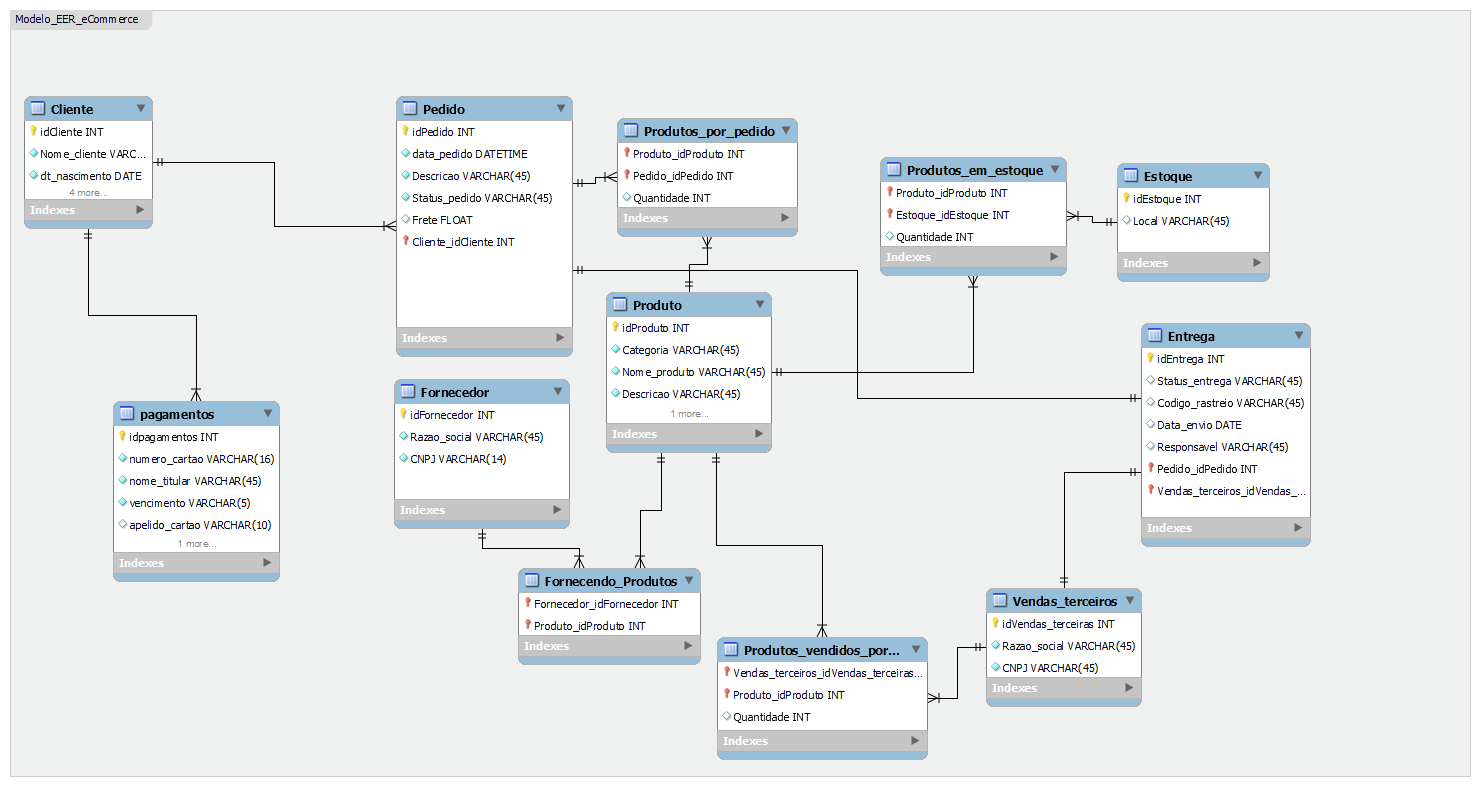 Modelo_EER_eCommerce
Cliente
idCliente INT
Nome_cliente VARC...
dt_nascimento DATE
4 more...
Indexes
Pedido
idPedido INT
data_pedido DATETIME
Descricao VARCHAR(45)
Status_pedido VARCHAR(45)
Frete FLOAT
Cliente_idCliente INT
Indexes
Produtos_por_pedido
Produto_idProduto INT
Pedido_idPedido INT
Quantidade INT
Indexes
Produtos_em_estoque
Produto_idProduto INT
Estoque_idEstoque INT
Quantidade INT
Indexes
Estoque
idEstoque INT
Local VARCHAR(45)
Indexes
Produto
idProduto INT
Categoria VARCHAR(45)
Nome_produto VARCHAR(45)
Descricao VARCHAR(45)
1 more...
Indexes
Entrega
idEntrega INT
Status_entrega VARCHAR(45)
Codigo_rastreio VARCHAR(45)
Data_envio DATE
Responsavel VARCHAR(45)
Pedido_idPedido INT
Vendas_terceiros_idVendas_...
Indexes
Fornecedor
idFornecedor INT
Razao_social VARCHAR(45)
CNPJ VARCHAR(14)
Indexes
pagamentos
idpagamentos INT
numero_cartao VARCHAR(16)
nome_titular VARCHAR(45)
vencimento VARCHAR(5)
apelido_cartao VARCHAR(10)
1 more...
Indexes
Fornecendo_Produtos
Fornecedor_idFornecedor INT
Produto_idProduto INT
Indexes
Vendas_terceiros
idVendas_terceiras INT
Razao_social VARCHAR(45)
CNPJ VARCHAR(45)
Indexes
Produtos_vendidos_por...
Vendas_terceiros_idVendas_terceiras...
Produto_idProduto INT
Quantidade INT
Indexes